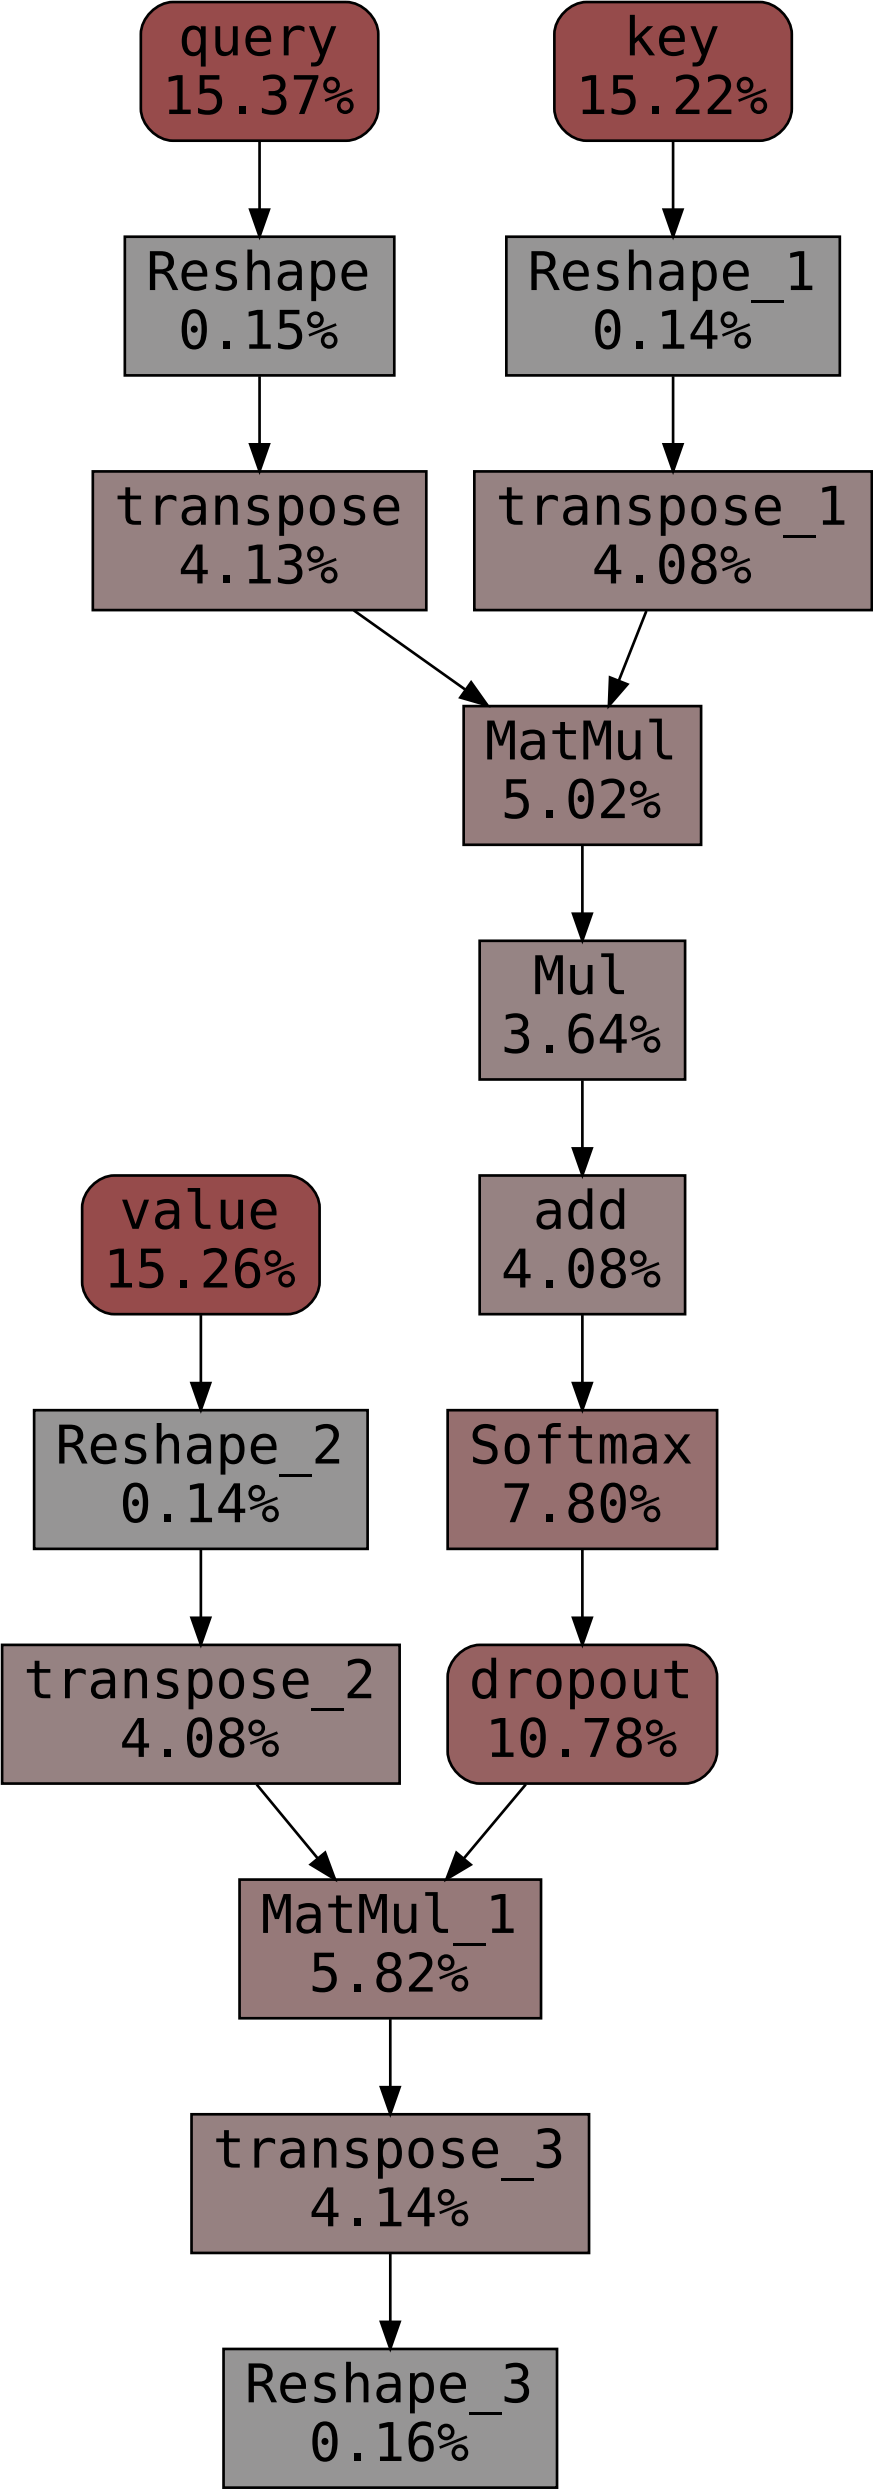 query
15.37%
key
15.22%
Reshape
0.15%
Reshape_1
0.14%
transpose
4.13%
transpose_1
4.08%
MatMul
5.02%
Mul
3.64%
value
15.26%
add
4.08%
Reshape_2
0.14%
Softmax
7.80%
transpose_2
4.08%
dropout
10.78%
MatMul_1
5.82%
transpose_3
4.14%
Reshape_3
0.16%